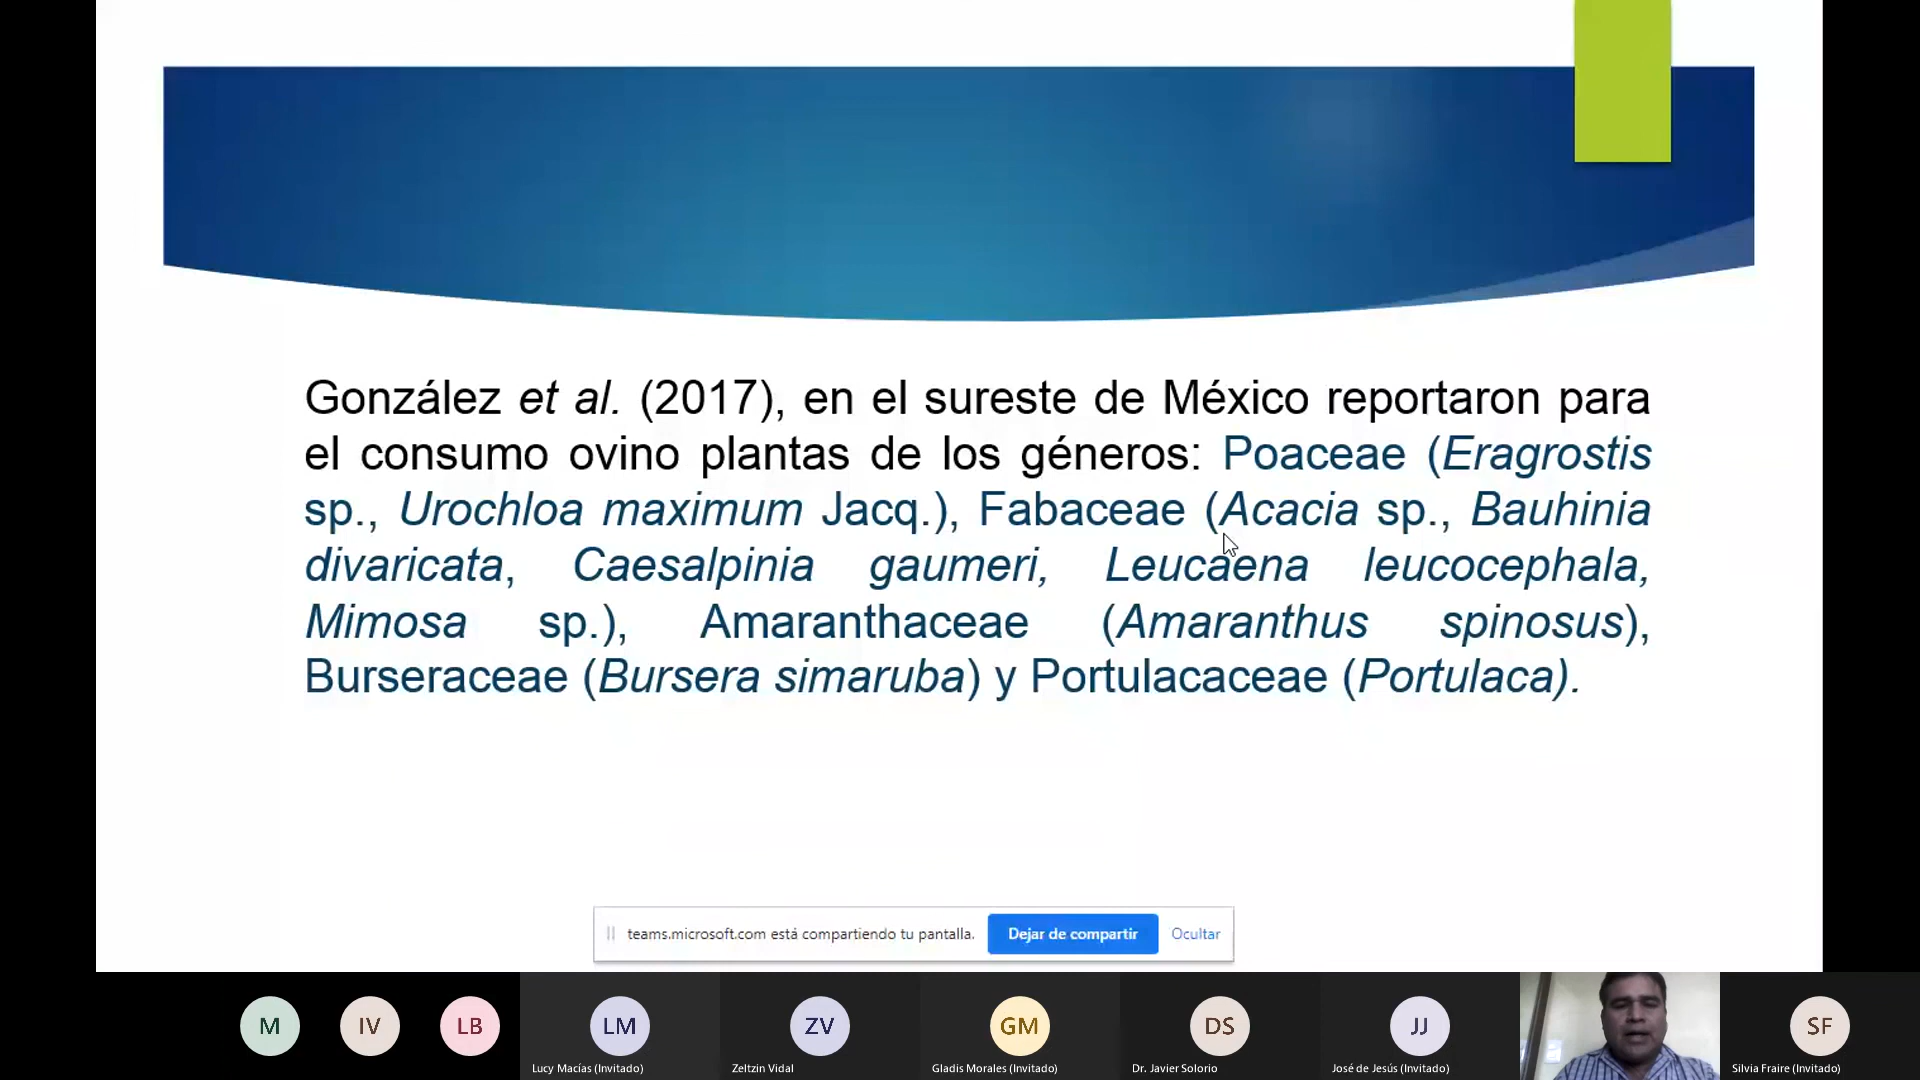 González et al. (2017), en el sureste de México reportaron para
el consumo ovino plantas de los géneros: Poaceae (Eragrostis
sp., Urochloa maximum Jacq.), Fabaceae (Acacia sp., Bauhinia
divaricata, Caesalpinia gaumeri, Leucaena leucocephala,
Mimosa sp.), Amaranthaceae (Amaranthus spinosus),
Burseraceae (Bursera simaruba) y Portulacaceae (Portulaca).
teams.microsoft.com está compartiendo tu pantalla. Dejar de compartir Ocultar
M IV LB LM ZV GM DS JJ SF
Lucy Macías (Invitado) Zeltzin Vidal Gladis Morales (Invitado) Dr. Javier Solorio José de Jesús (Invitado) Silvia Fraire (Invitado)